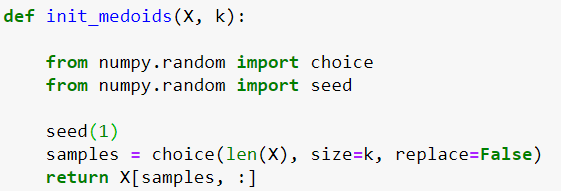 def init_medoids(X, k):
    from numpy.random import choice
    from numpy.random import seed
    seed(1)
    samples = choice(len(X), size=k, replace=False)
    return X[samples, :]